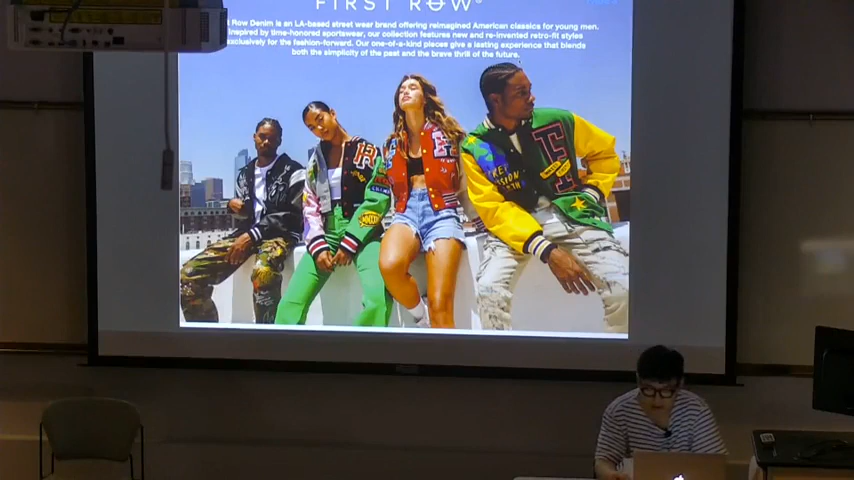 FIRST ROW®
Row Denim is an LA-based street wear brand offering reimagined American classics for young men.
Inspired by time-honored sportswear, our collection features new and re-invented retro-fit styles
exclusively for the fashion-forward. Our one-of-a-kind pieces give a lasting experience that blends
both the simplicity of the past and the brave thrill of the future.